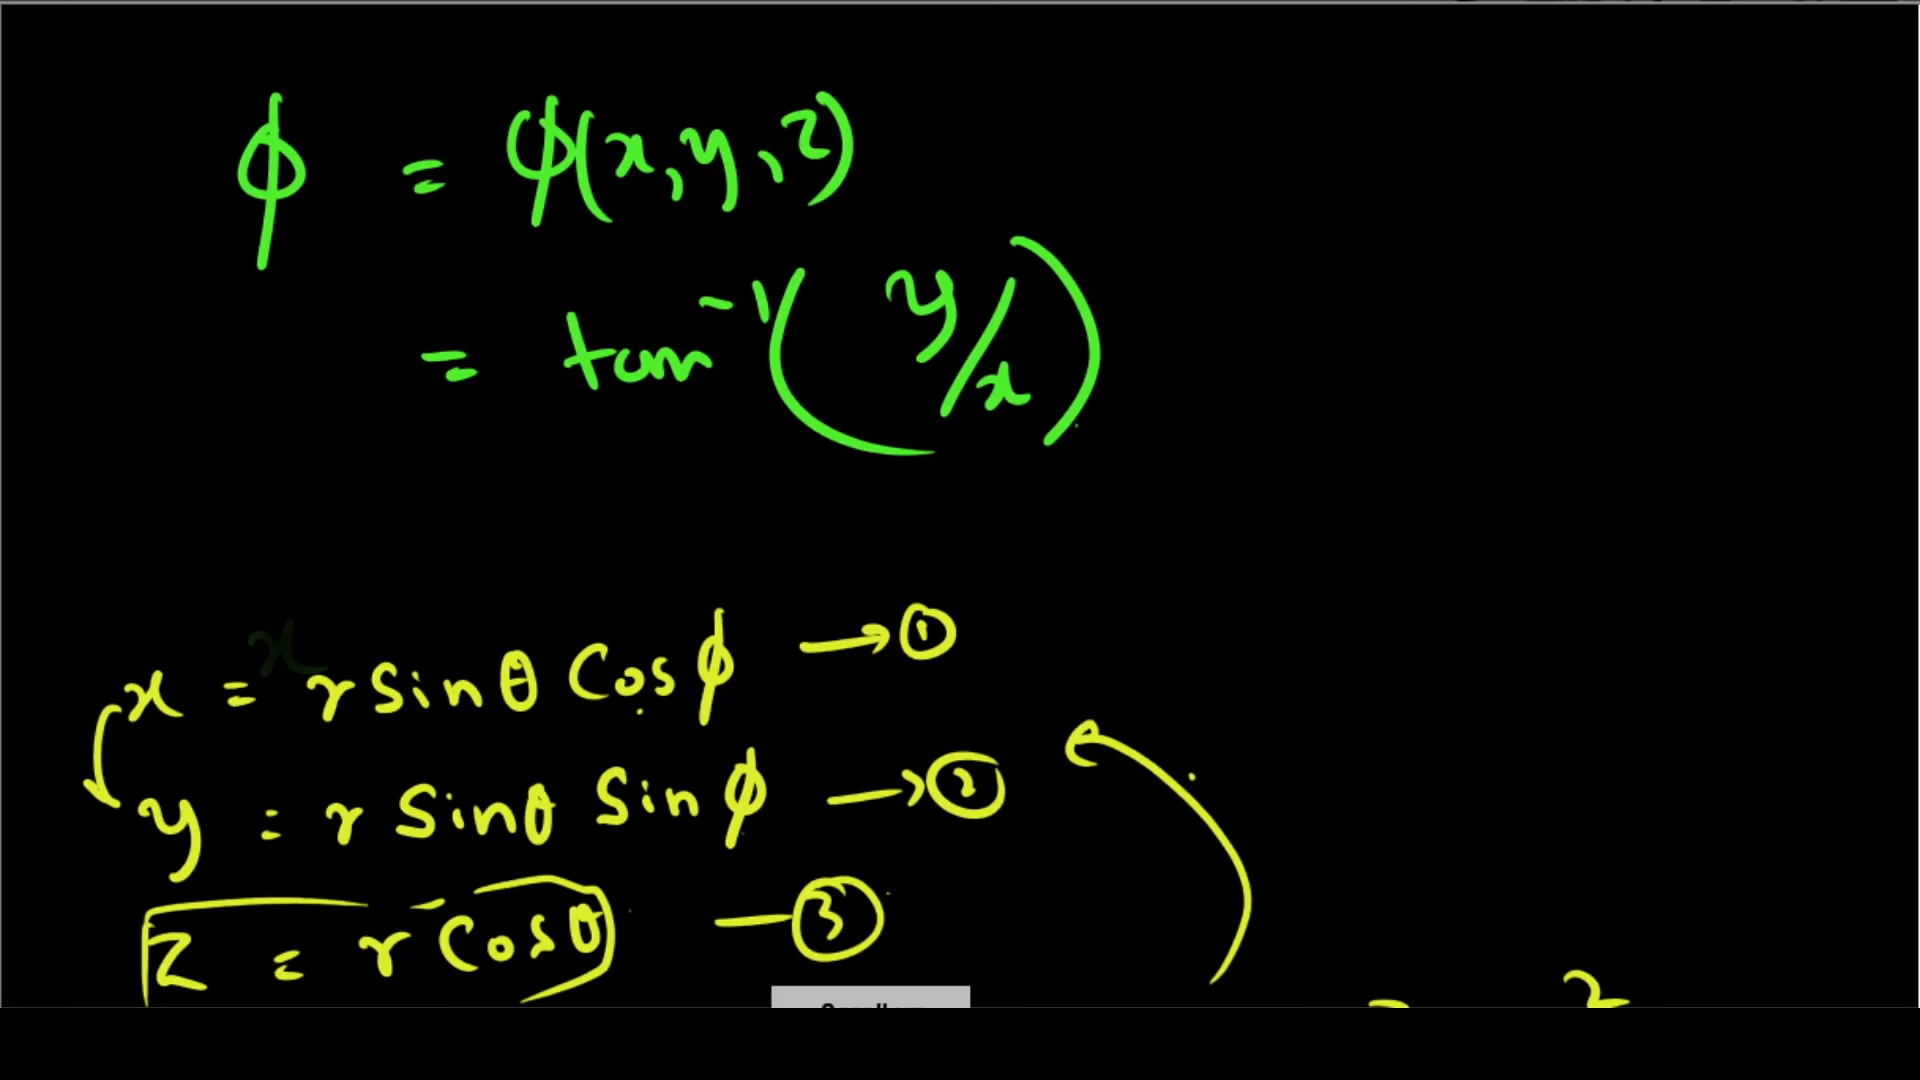 ϕ = ϕ(x,y,z)
= tan⁻¹(y/x)
x = r sinθ Cosϕ → ①
y = r Sinθ Sinϕ → ②
z = r Cosθ — ③